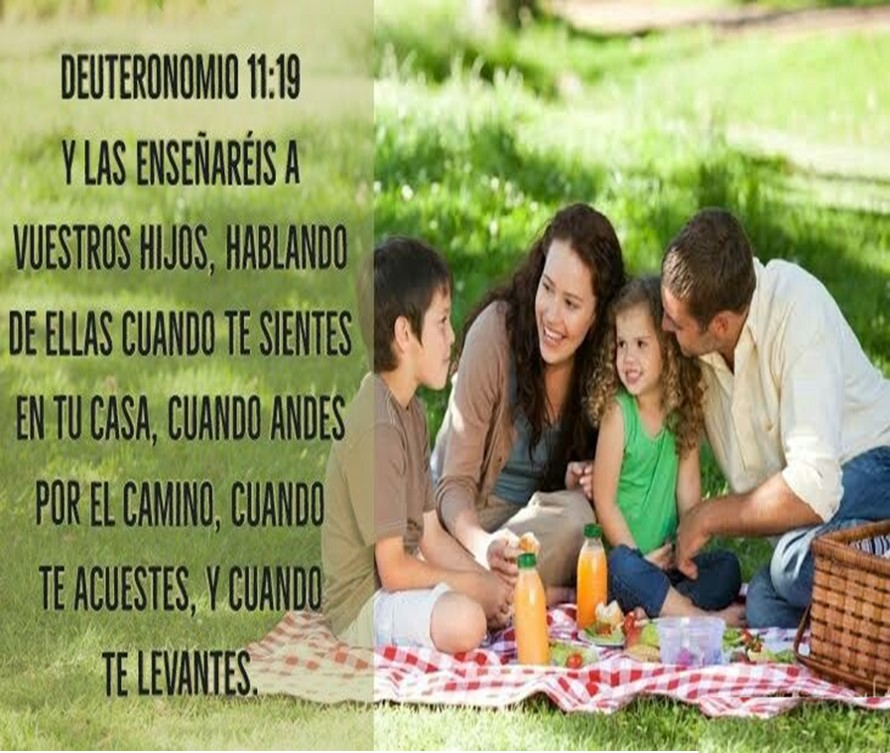 DEUTERONOMIO 11:19
Y LAS ENSEÑARÉIS A
VUESTROS HIJOS, HABLANDO
DE ELLAS CUANDO TE SIENTES
EN TU CASA, CUANDO ANDES
POR EL CAMINO, CUANDO
TE ACUESTES, Y CUANDO
TE LEVANTES.